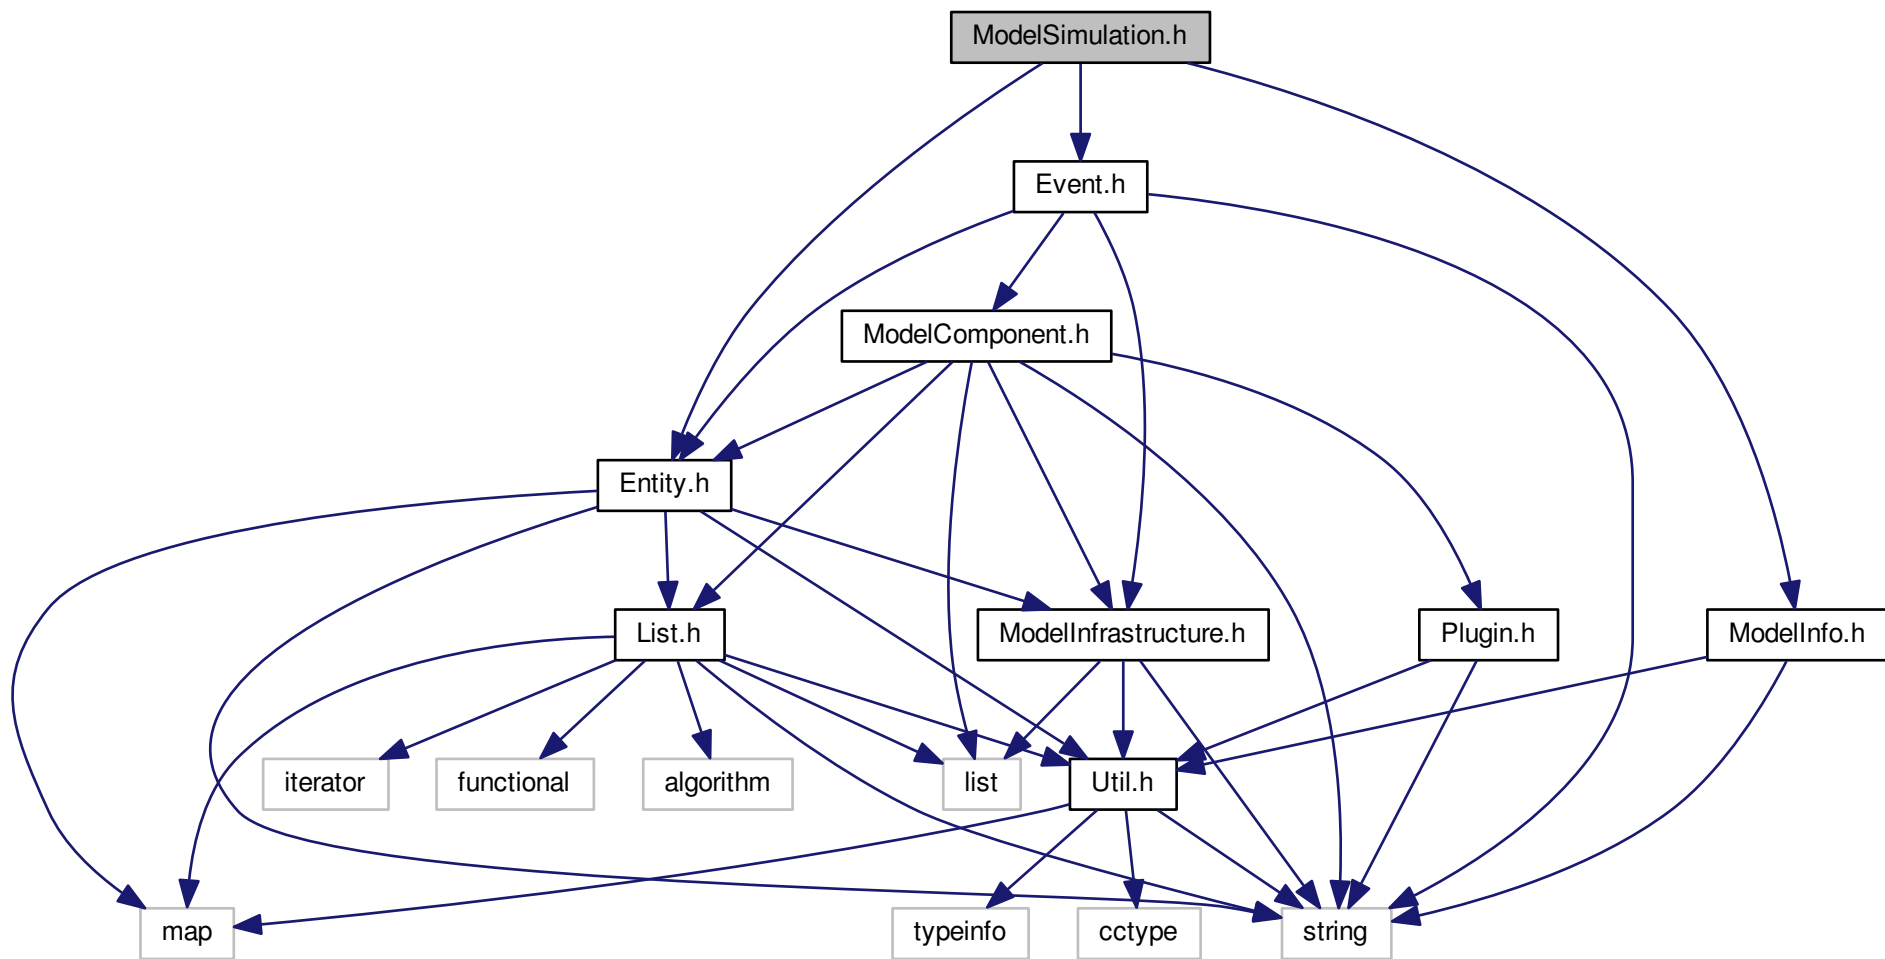 ModelSimulation.h
Event.h
ModelComponent.h
Entity.h
List.h
ModelInfrastructure.h
Plugin.h
ModelInfo.h
iterator
functional
algorithm
list
Util.h
map
typeinfo
cctype
string